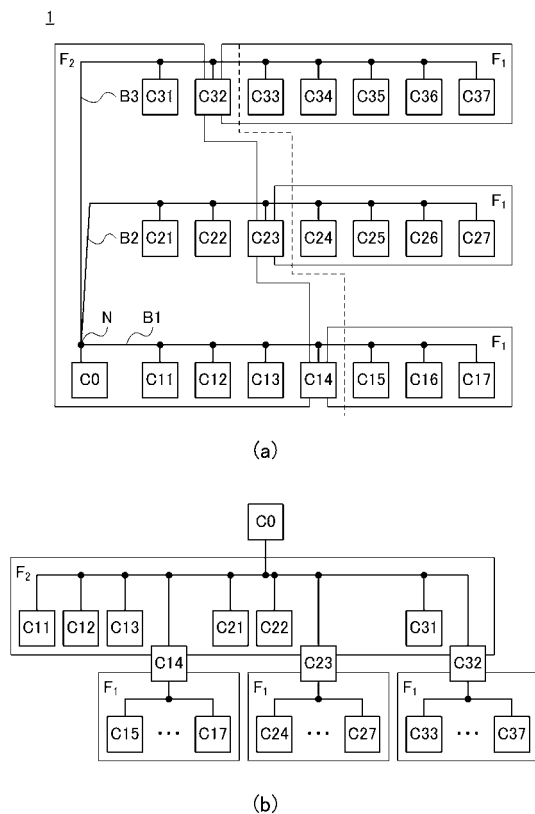 1
F2 F1
B3 C31 C32 C33 C34 C35 C36 C37
F1
B2 C21 C22 C23 C24 C25 C26 C27
N B1 F1
C0 C11 C12 C13 C14 C15 C16 C17
(a)
C0
F2
C11 C12 C13 C21 C22 C31
C14 C23 C32
F1 F1 F1
C15 ··· C17 C24 ··· C27 C33 ··· C37
(b)